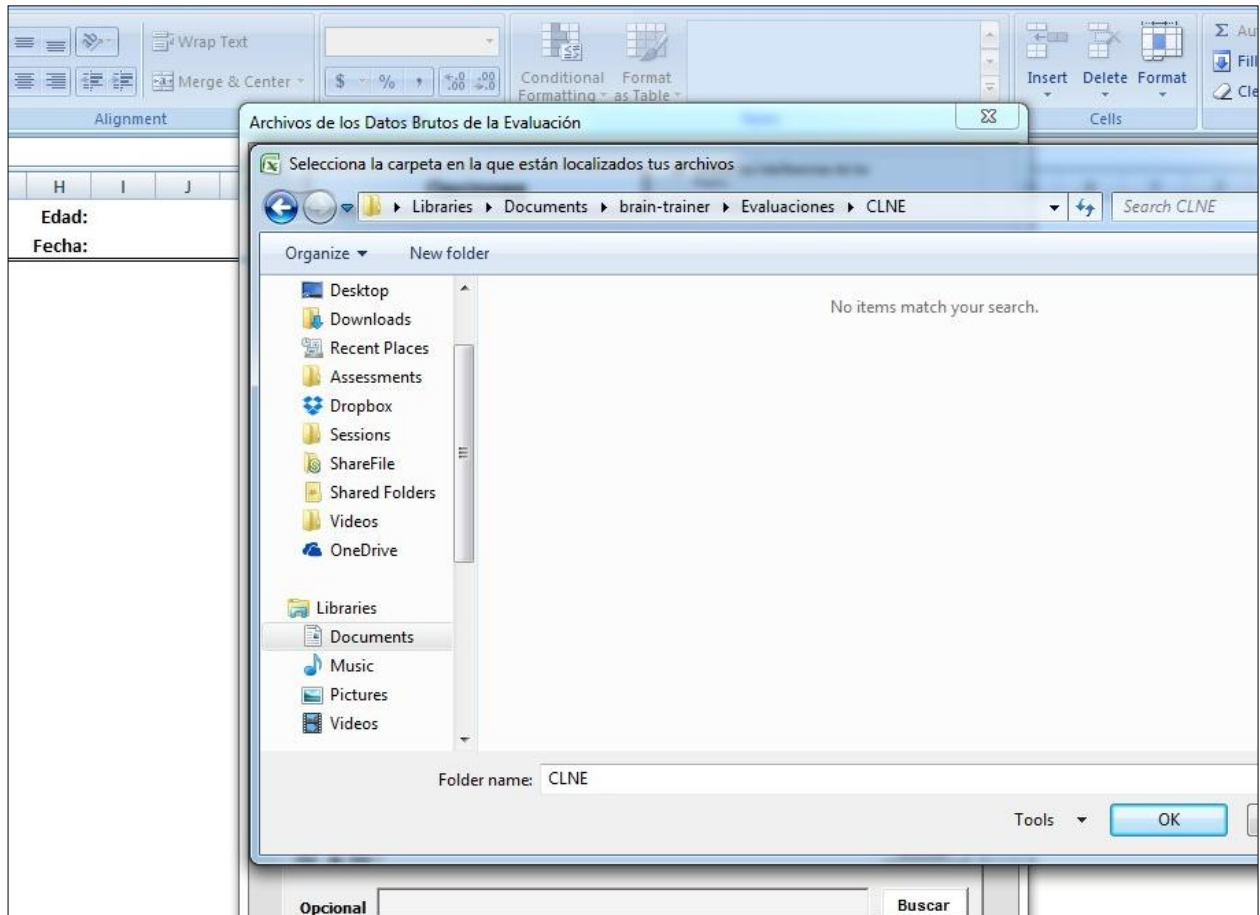 Wrap Text
Σ Au
Fill
Merge & Center
$ % ,
Conditional Formatting
Format as Table
Insert Delete Format
Cle
Alignment
Cells
Archivos de los Datos Brutos de la Evaluación
Selecciona la carpeta en la que están localizados tus archivos
H I J
Libraries Documents brain-trainer Evaluaciones CLNE
Search CLNE
Edad:
Fecha:
Organize New folder
Desktop
No items match your search.
Downloads
Recent Places
Assessments
Dropbox
Sessions
ShareFile
Shared Folders
Videos
OneDrive
Libraries
Documents
Music
Pictures
Videos
Folder name: CLNE
Tools OK
Opcional Buscar